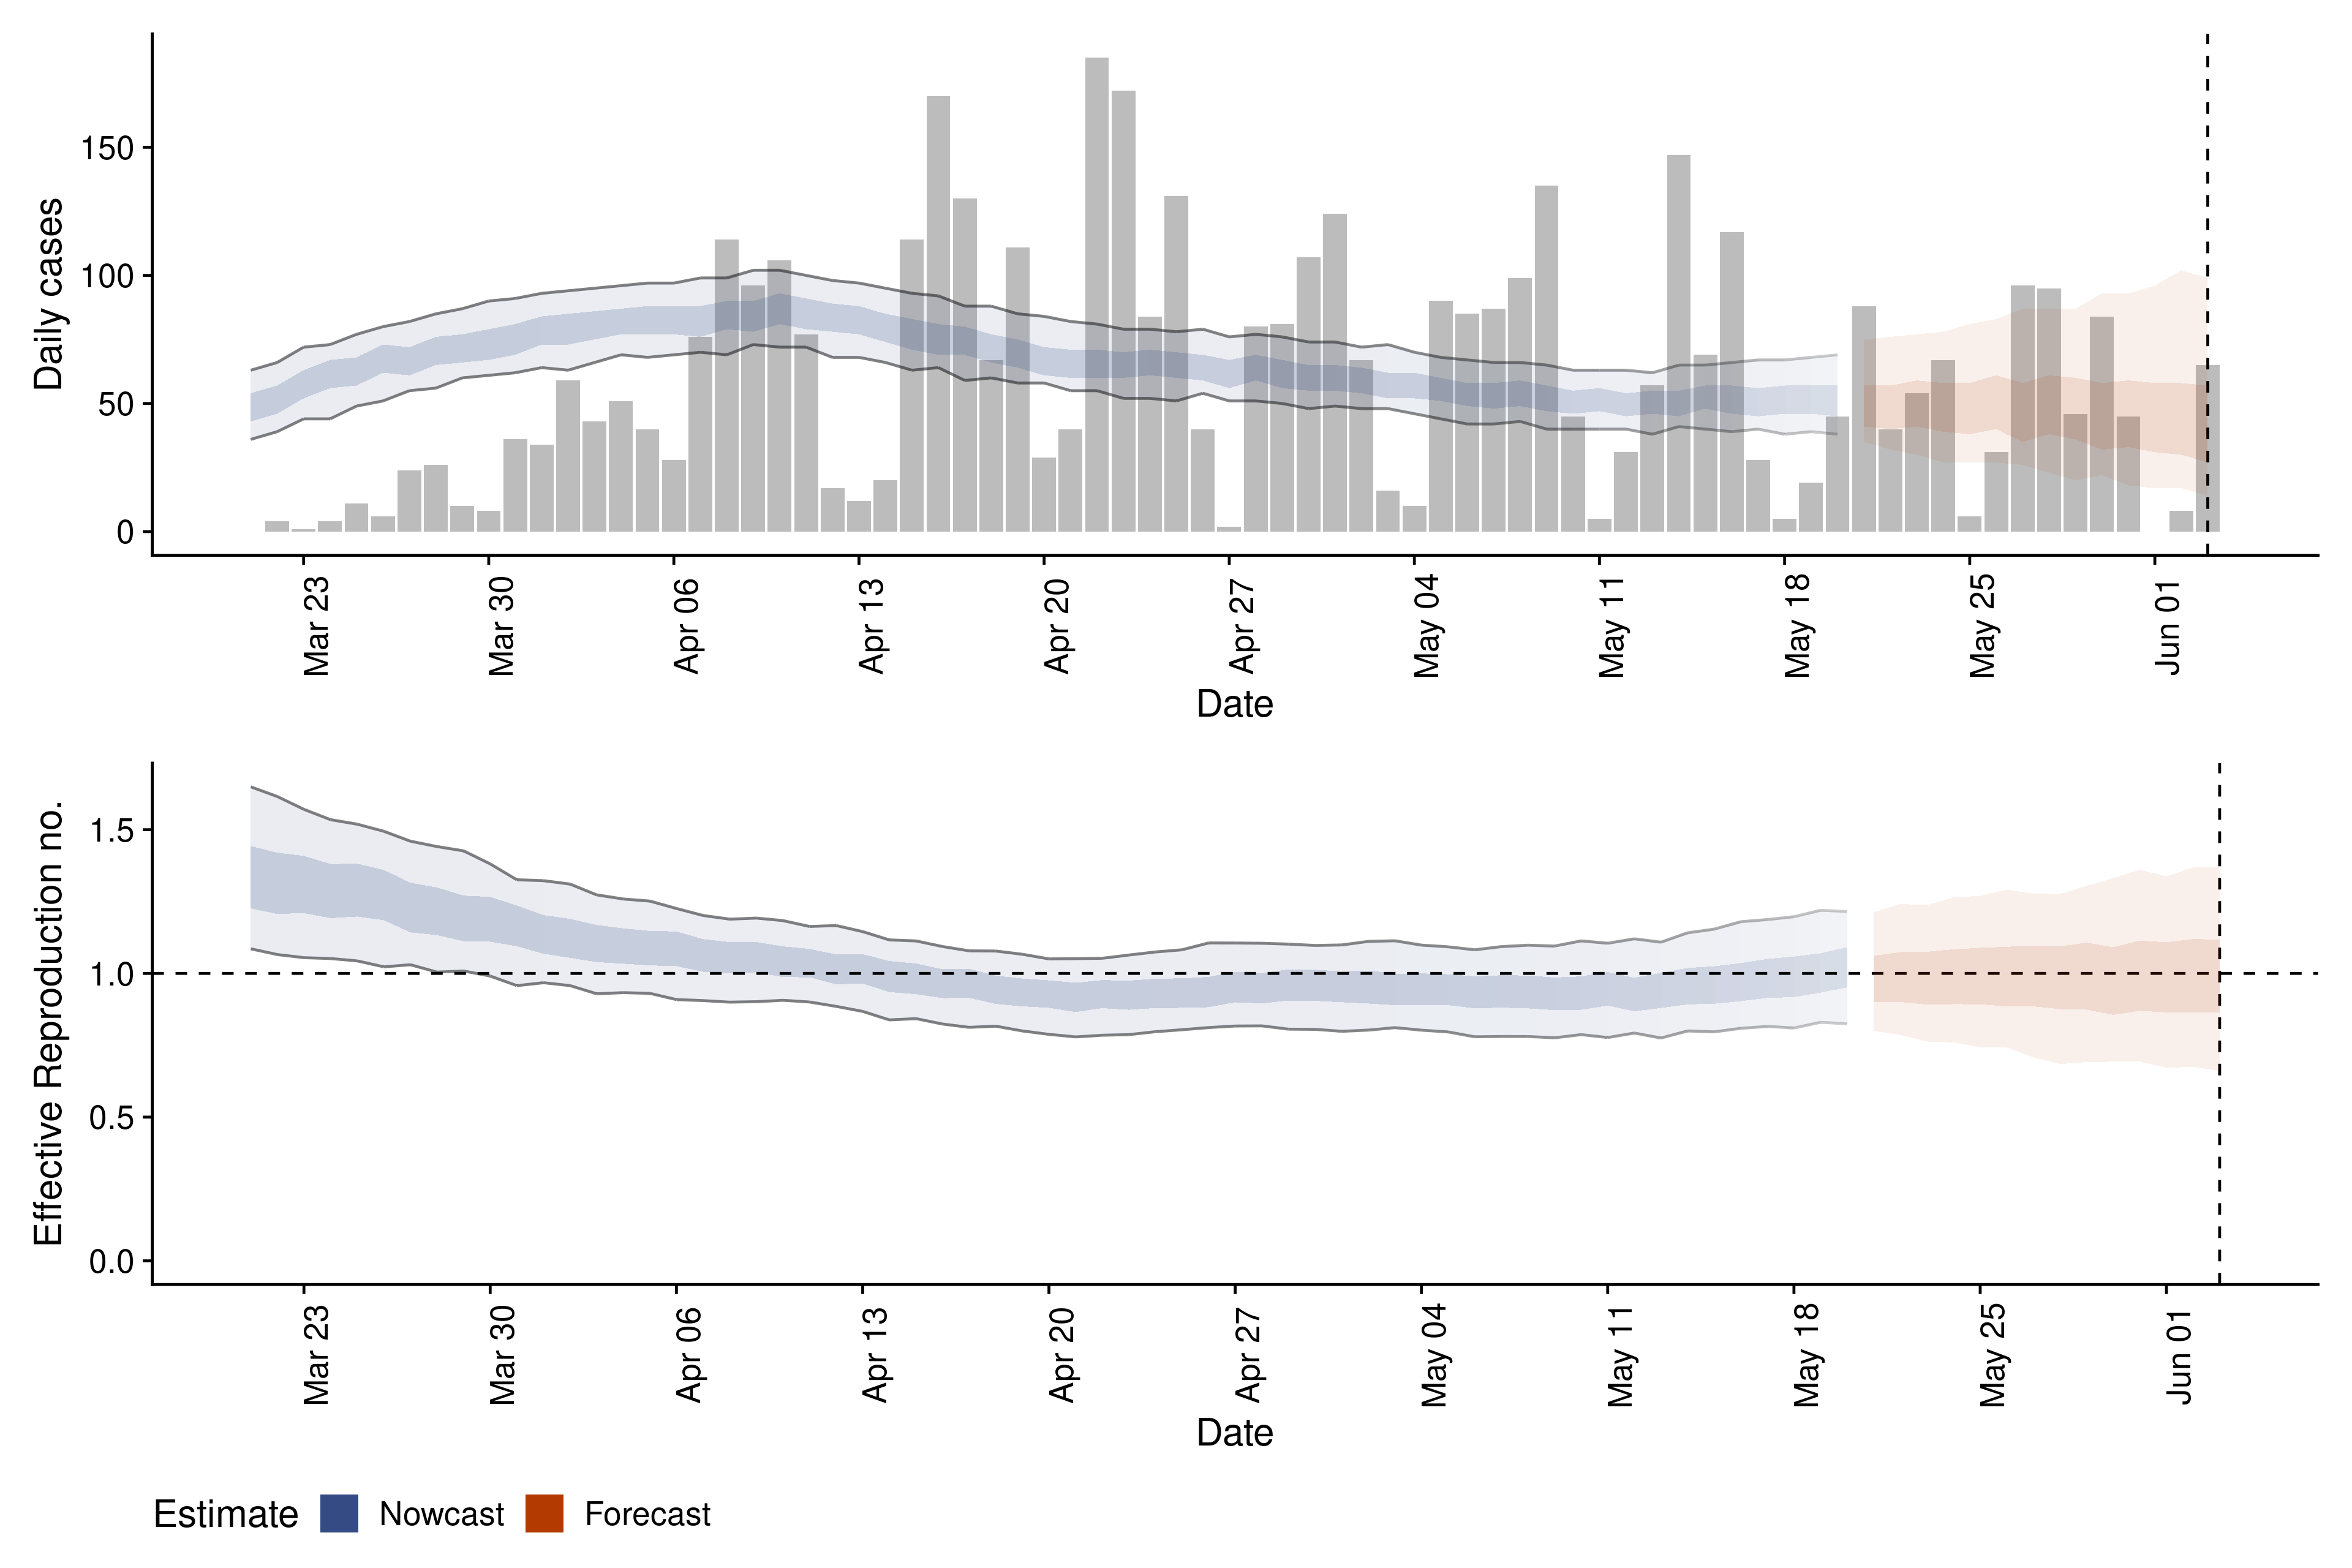 Daily cases
150
100
50
0
Mar 23
Mar 30
Apr 06
Apr 13
Apr 20
Apr 27
May 04
May 11
May 18
May 25
Jun 01
Date
Effective Reproduction no.
1.5
1.0
0.5
0.0
Mar 23
Mar 30
Apr 06
Apr 13
Apr 20
Apr 27
May 04
May 11
May 18
May 25
Jun 01
Date
Estimate Nowcast Forecast